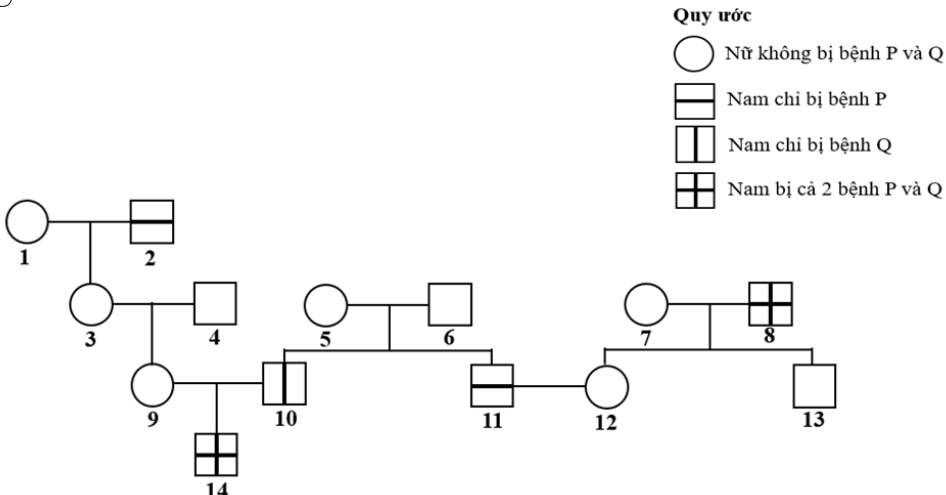 Quy ước
Nữ không bị bệnh P và Q
Nam chỉ bị bệnh P
Nam chỉ bị bệnh Q
Nam bị cả 2 bệnh P và Q
1
2
3
4
5
6
7
8
9
10
11
12
13
14